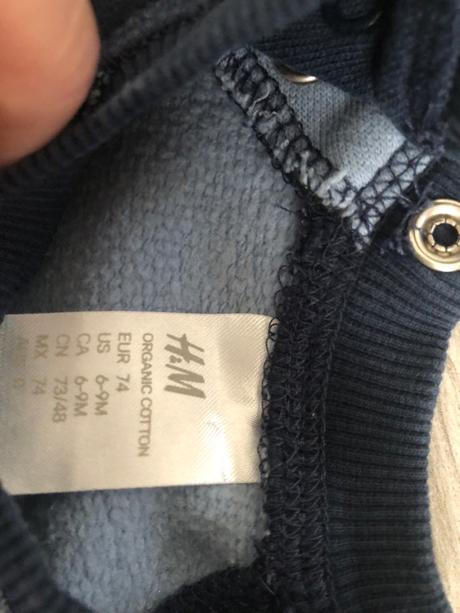 H&M
ORGANIC COTTON
EUR 74
US 6-9M
CA 6-9M
CN 73/48
MX 74